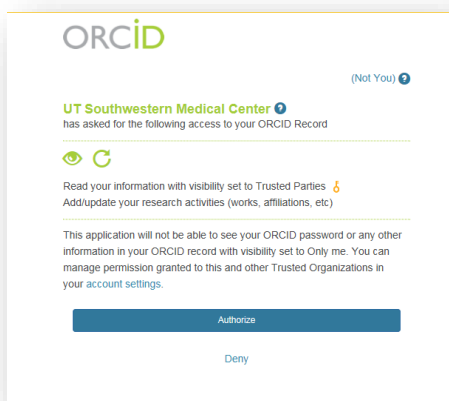 ORCID
(Not You) ?
UT Southwestern Medical Center ?
has asked for the following access to your ORCID Record
Read your information with visibility set to Trusted Parties
Add/update your research activities (works, affiliations, etc)
This application will not be able to see your ORCID password or any other
information in your ORCID record with visibility set to Only me. You can
manage permission granted to this and other Trusted Organizations in
your account settings.
Authorize
Deny